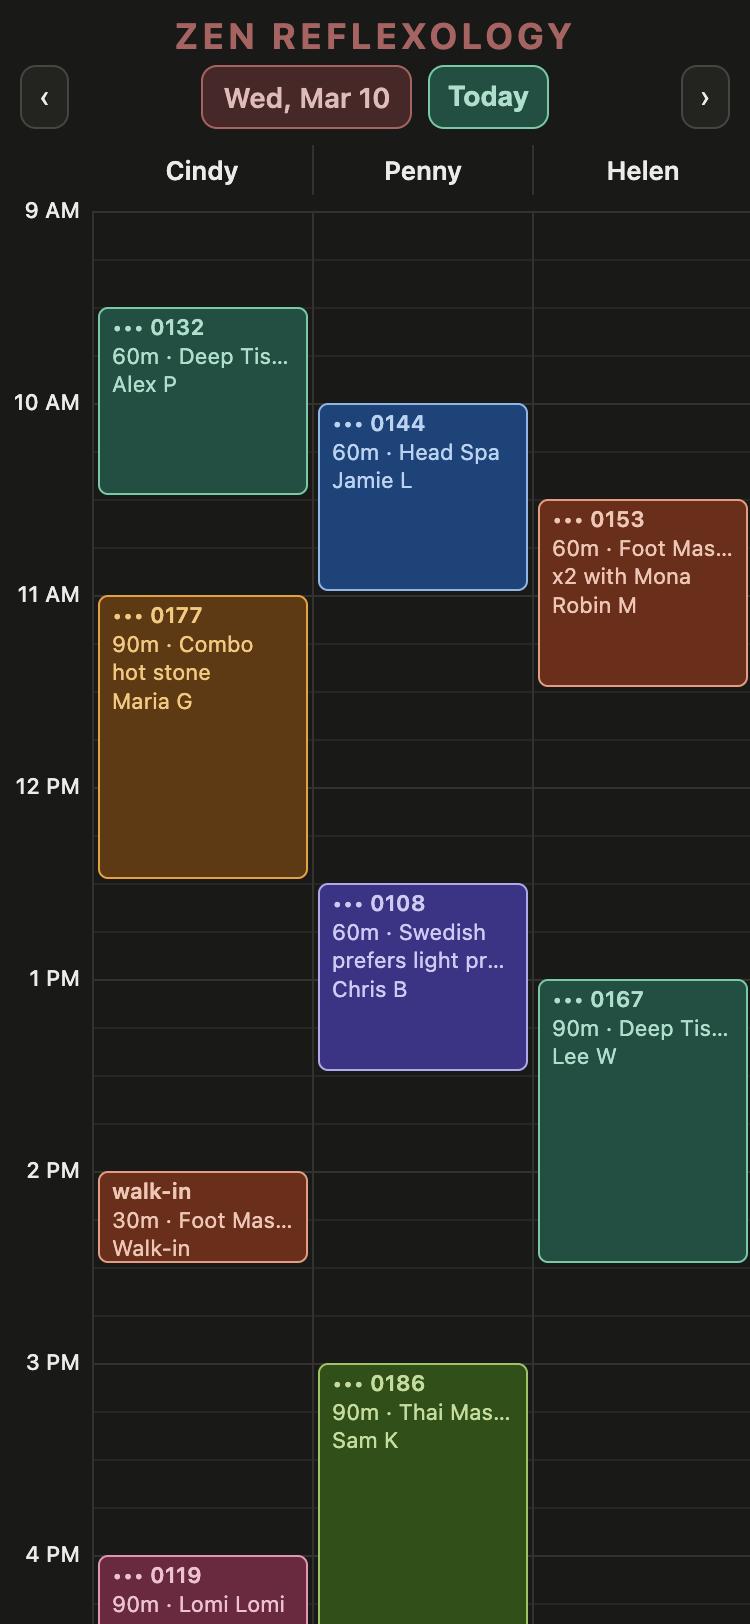 ZEN REFLEXOLOGY
‹
Wed, Mar 10
Today
›
Cindy
Penny
Helen
9 AM
••• 0132
60m · Deep Tis...
Alex P
10 AM
••• 0144
60m · Head Spa
Jamie L
••• 0153
60m · Foot Mas...
x2 with Mona
Robin M
11 AM
••• 0177
90m · Combo
hot stone
Maria G
12 PM
••• 0108
60m · Swedish
prefers light pr...
Chris B
1 PM
••• 0167
90m · Deep Tis...
Lee W
2 PM
walk-in
30m · Foot Mas...
Walk-in
3 PM
••• 0186
90m · Thai Mas...
Sam K
4 PM
••• 0119
90m · Lomi Lomi